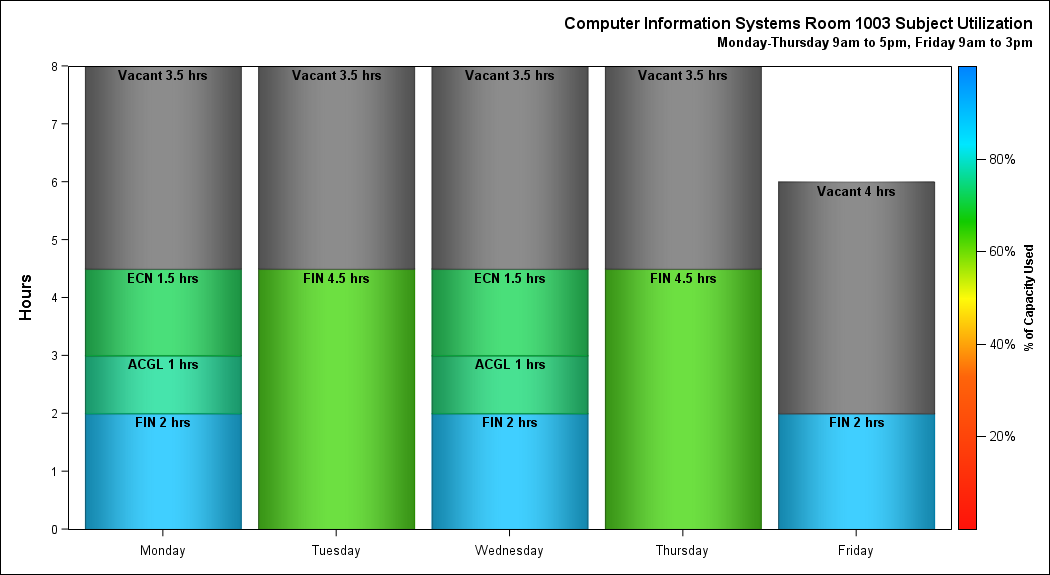 Computer Information Systems Room 1003 Subject Utilization
Monday-Thursday 9am to 5pm, Friday 9am to 3pm
Hours
8
7
6
5
4
3
2
1
0
Vacant 3.5 hrs
ECN 1.5 hrs
ACGL 1 hrs
FIN 2 hrs
Vacant 3.5 hrs
FIN 4.5 hrs
Vacant 3.5 hrs
ECN 1.5 hrs
ACGL 1 hrs
FIN 2 hrs
Vacant 3.5 hrs
FIN 4.5 hrs
Vacant 4 hrs
FIN 2 hrs
Monday
Tuesday
Wednesday
Thursday
Friday
80%
60%
40%
20%
% of Capacity Used